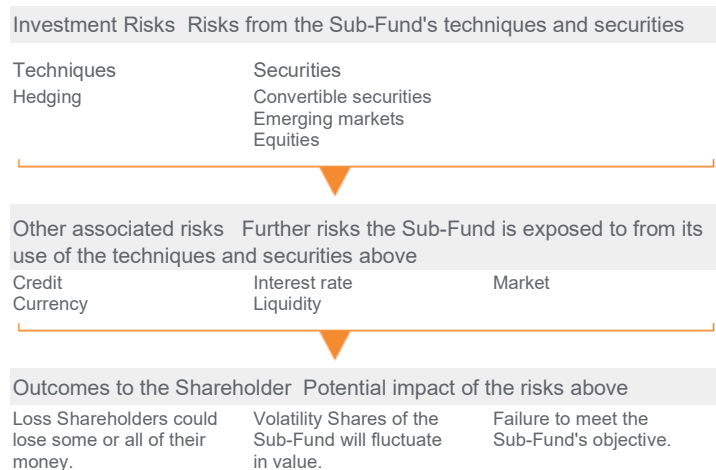 Investment Risks Risks from the Sub-Fund's techniques and securities
Techniques Securities
Hedging Convertible securities
Emerging markets
Equities
Other associated risks Further risks the Sub-Fund is exposed to from its
use of the techniques and securities above
Credit Interest rate Market
Currency Liquidity
Outcomes to the Shareholder Potential impact of the risks above
Loss Shareholders could Volatility Shares of the Failure to meet the
lose some or all of their Sub-Fund will fluctuate Sub-Fund's objective.
money. in value.